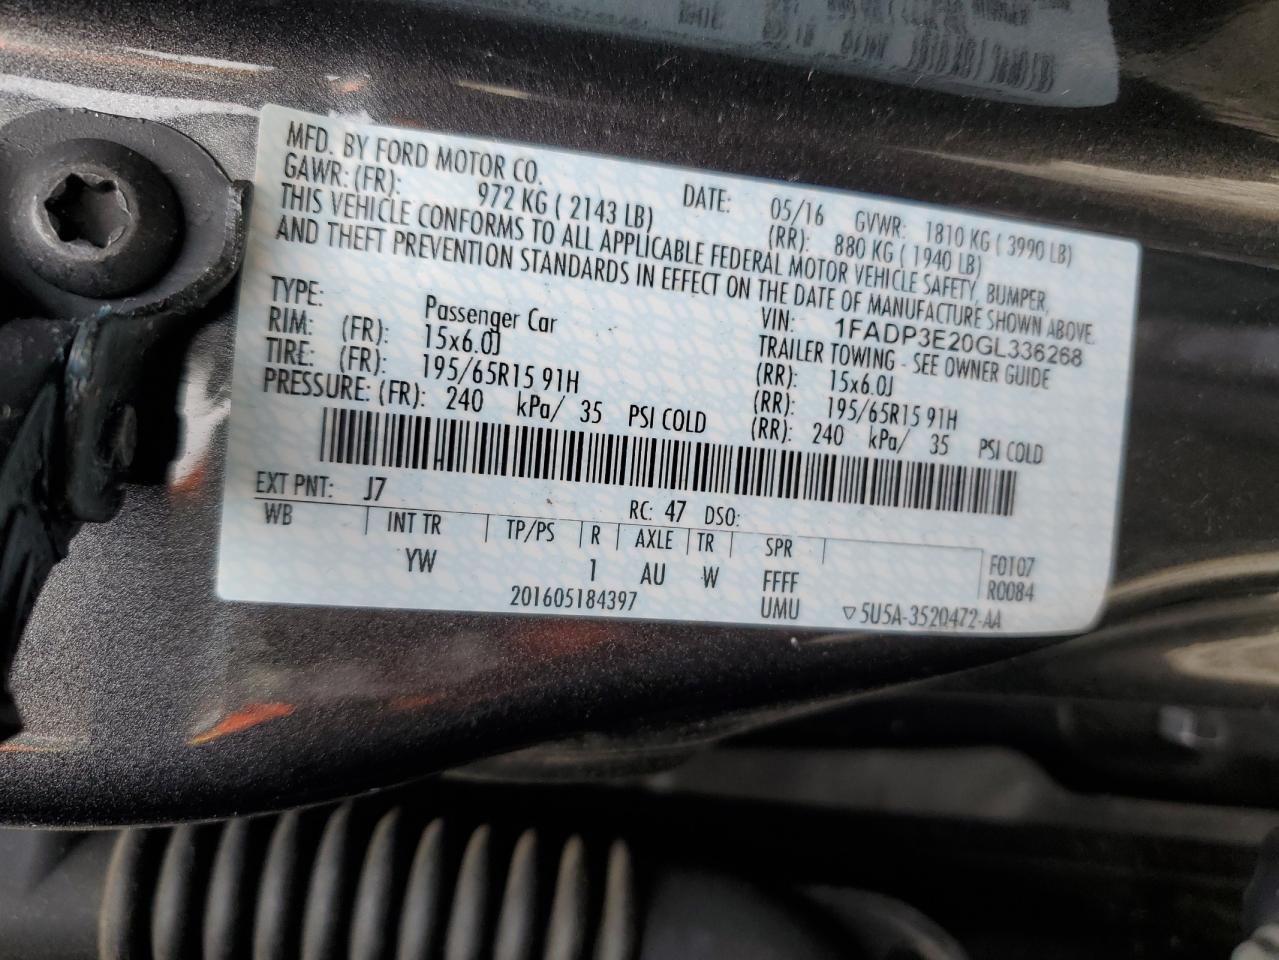 MFD. BY FORD MOTOR CO. DATE: 05/16 GVWR: 1810 KG ( 3990 LB)
GAWR: (FR): 972 KG ( 2143 LB) (RR): 880 KG ( 1940 LB)
THIS VEHICLE CONFORMS TO ALL APPLICABLE FEDERAL MOTOR VEHICLE SAFETY, BUMPER,
AND THEFT PREVENTION STANDARDS IN EFFECT ON THE DATE OF MANUFACTURE SHOWN ABOVE.
VIN: 1FADP3E20GL336268
TYPE: Passenger Car TRAILER TOWING - SEE OWNER GUIDE
RIM: (FR): 15x6.0J (RR): 15x6.0J
TIRE: (FR): 195/65R15 91H (RR): 195/65R15 91H
PRESSURE: (FR): 240 kPa/ 35 PSI COLD (RR): 240 kPa/ 35 PSI COLD
EXT PNT: J7 RC: 47 DSO:
WB INT TR TP/PS R AXLE TR SPR F0107
YW 1 AU W FFFF R0084
201605184397 UMU ▽5U5A-3520472-AA